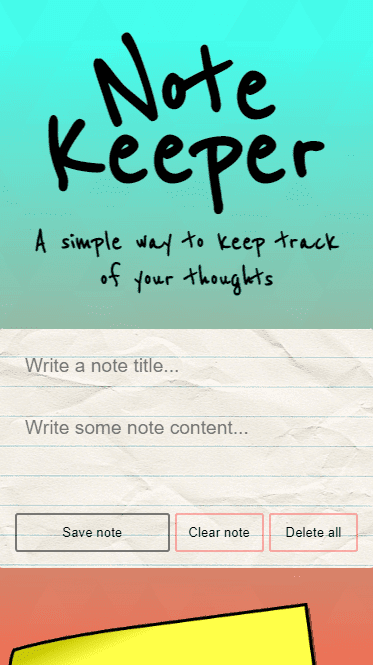 Note
Keeper
A simple way to keep track
of your thoughts
Write a note title...
Write some note content...
Save note
Clear note
Delete all